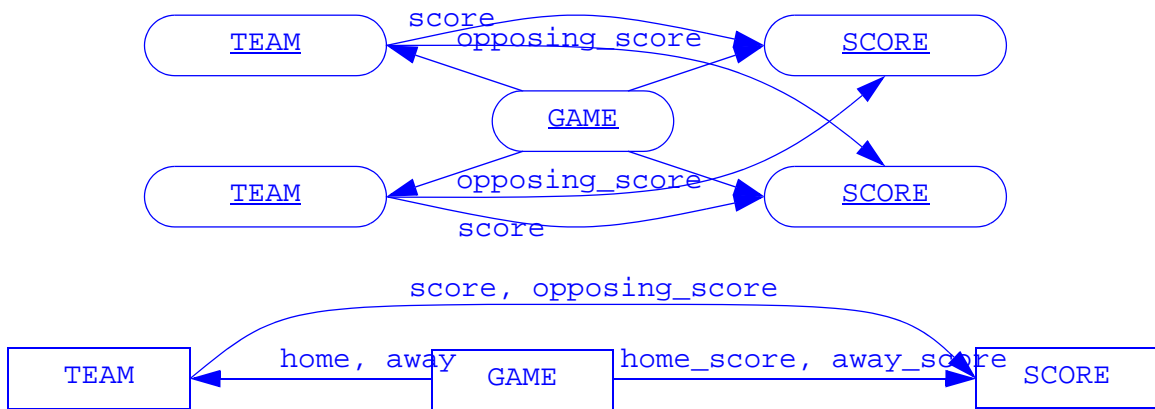 score
TEAM opposing_score SCORE
GAME
TEAM opposing_score SCORE
score
score, opposing_score
home, away home_score, away_score
TEAM GAME SCORE